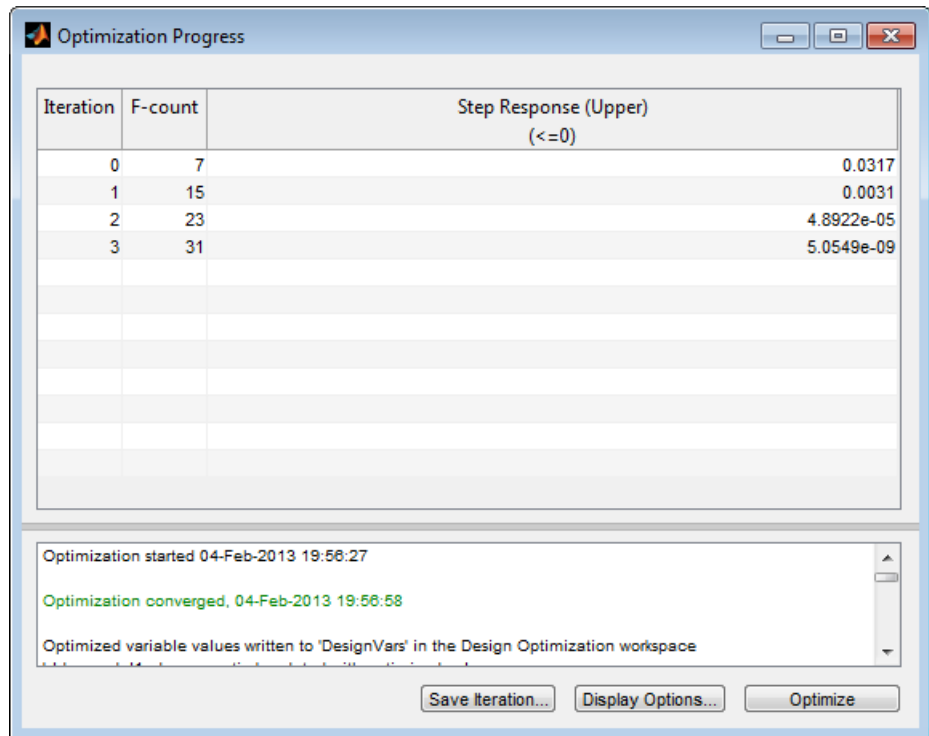 Optimization Progress
Iteration F-count Step Response (Upper)
(<=0)
0 7 0.0317
1 15 0.0031
2 23 4.8922e-05
3 31 5.0549e-09
Optimization started 04-Feb-2013 19:56:27
Optimization converged, 04-Feb-2013 19:56:58
Optimized variable values written to 'DesignVars' in the Design Optimization workspace
Save Iteration... Display Options... Optimize